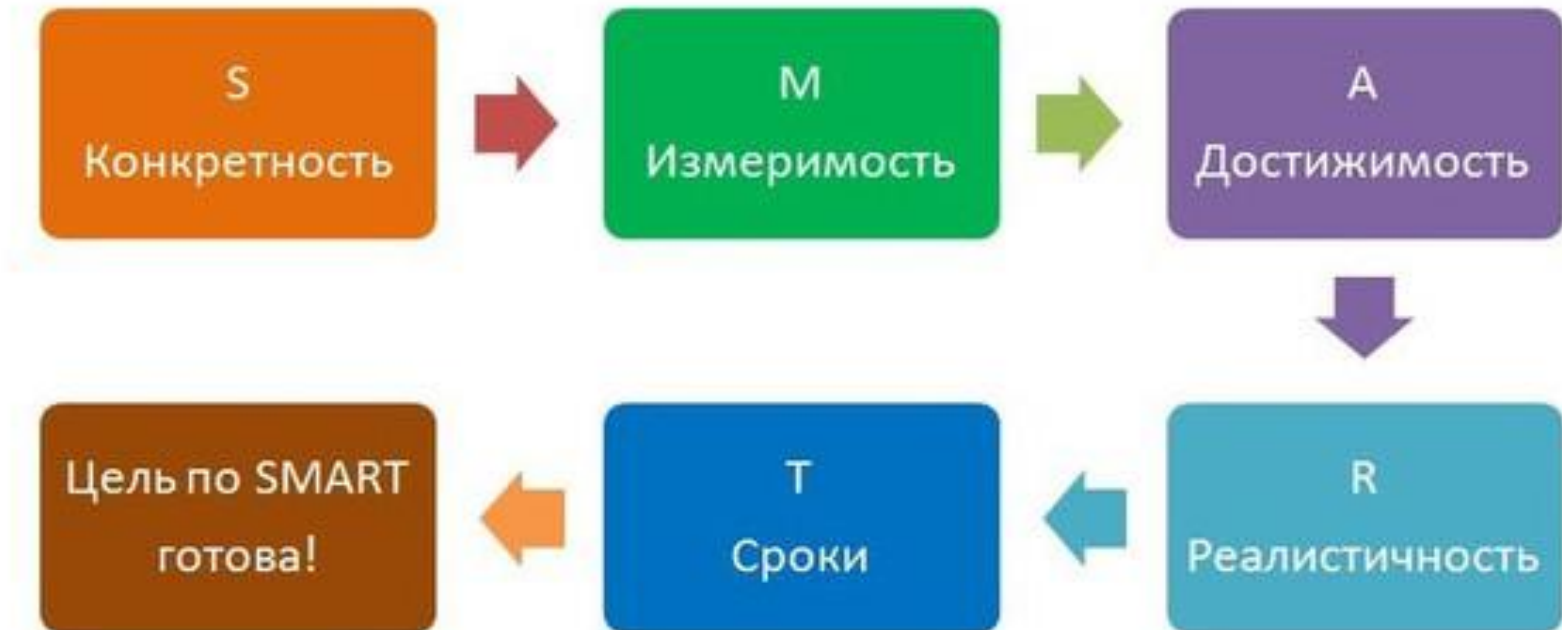 S
Конкретность
M
Измеримость
A
Достижимость
R
Реалистичность
T
Сроки
Цель по SMART
готова!